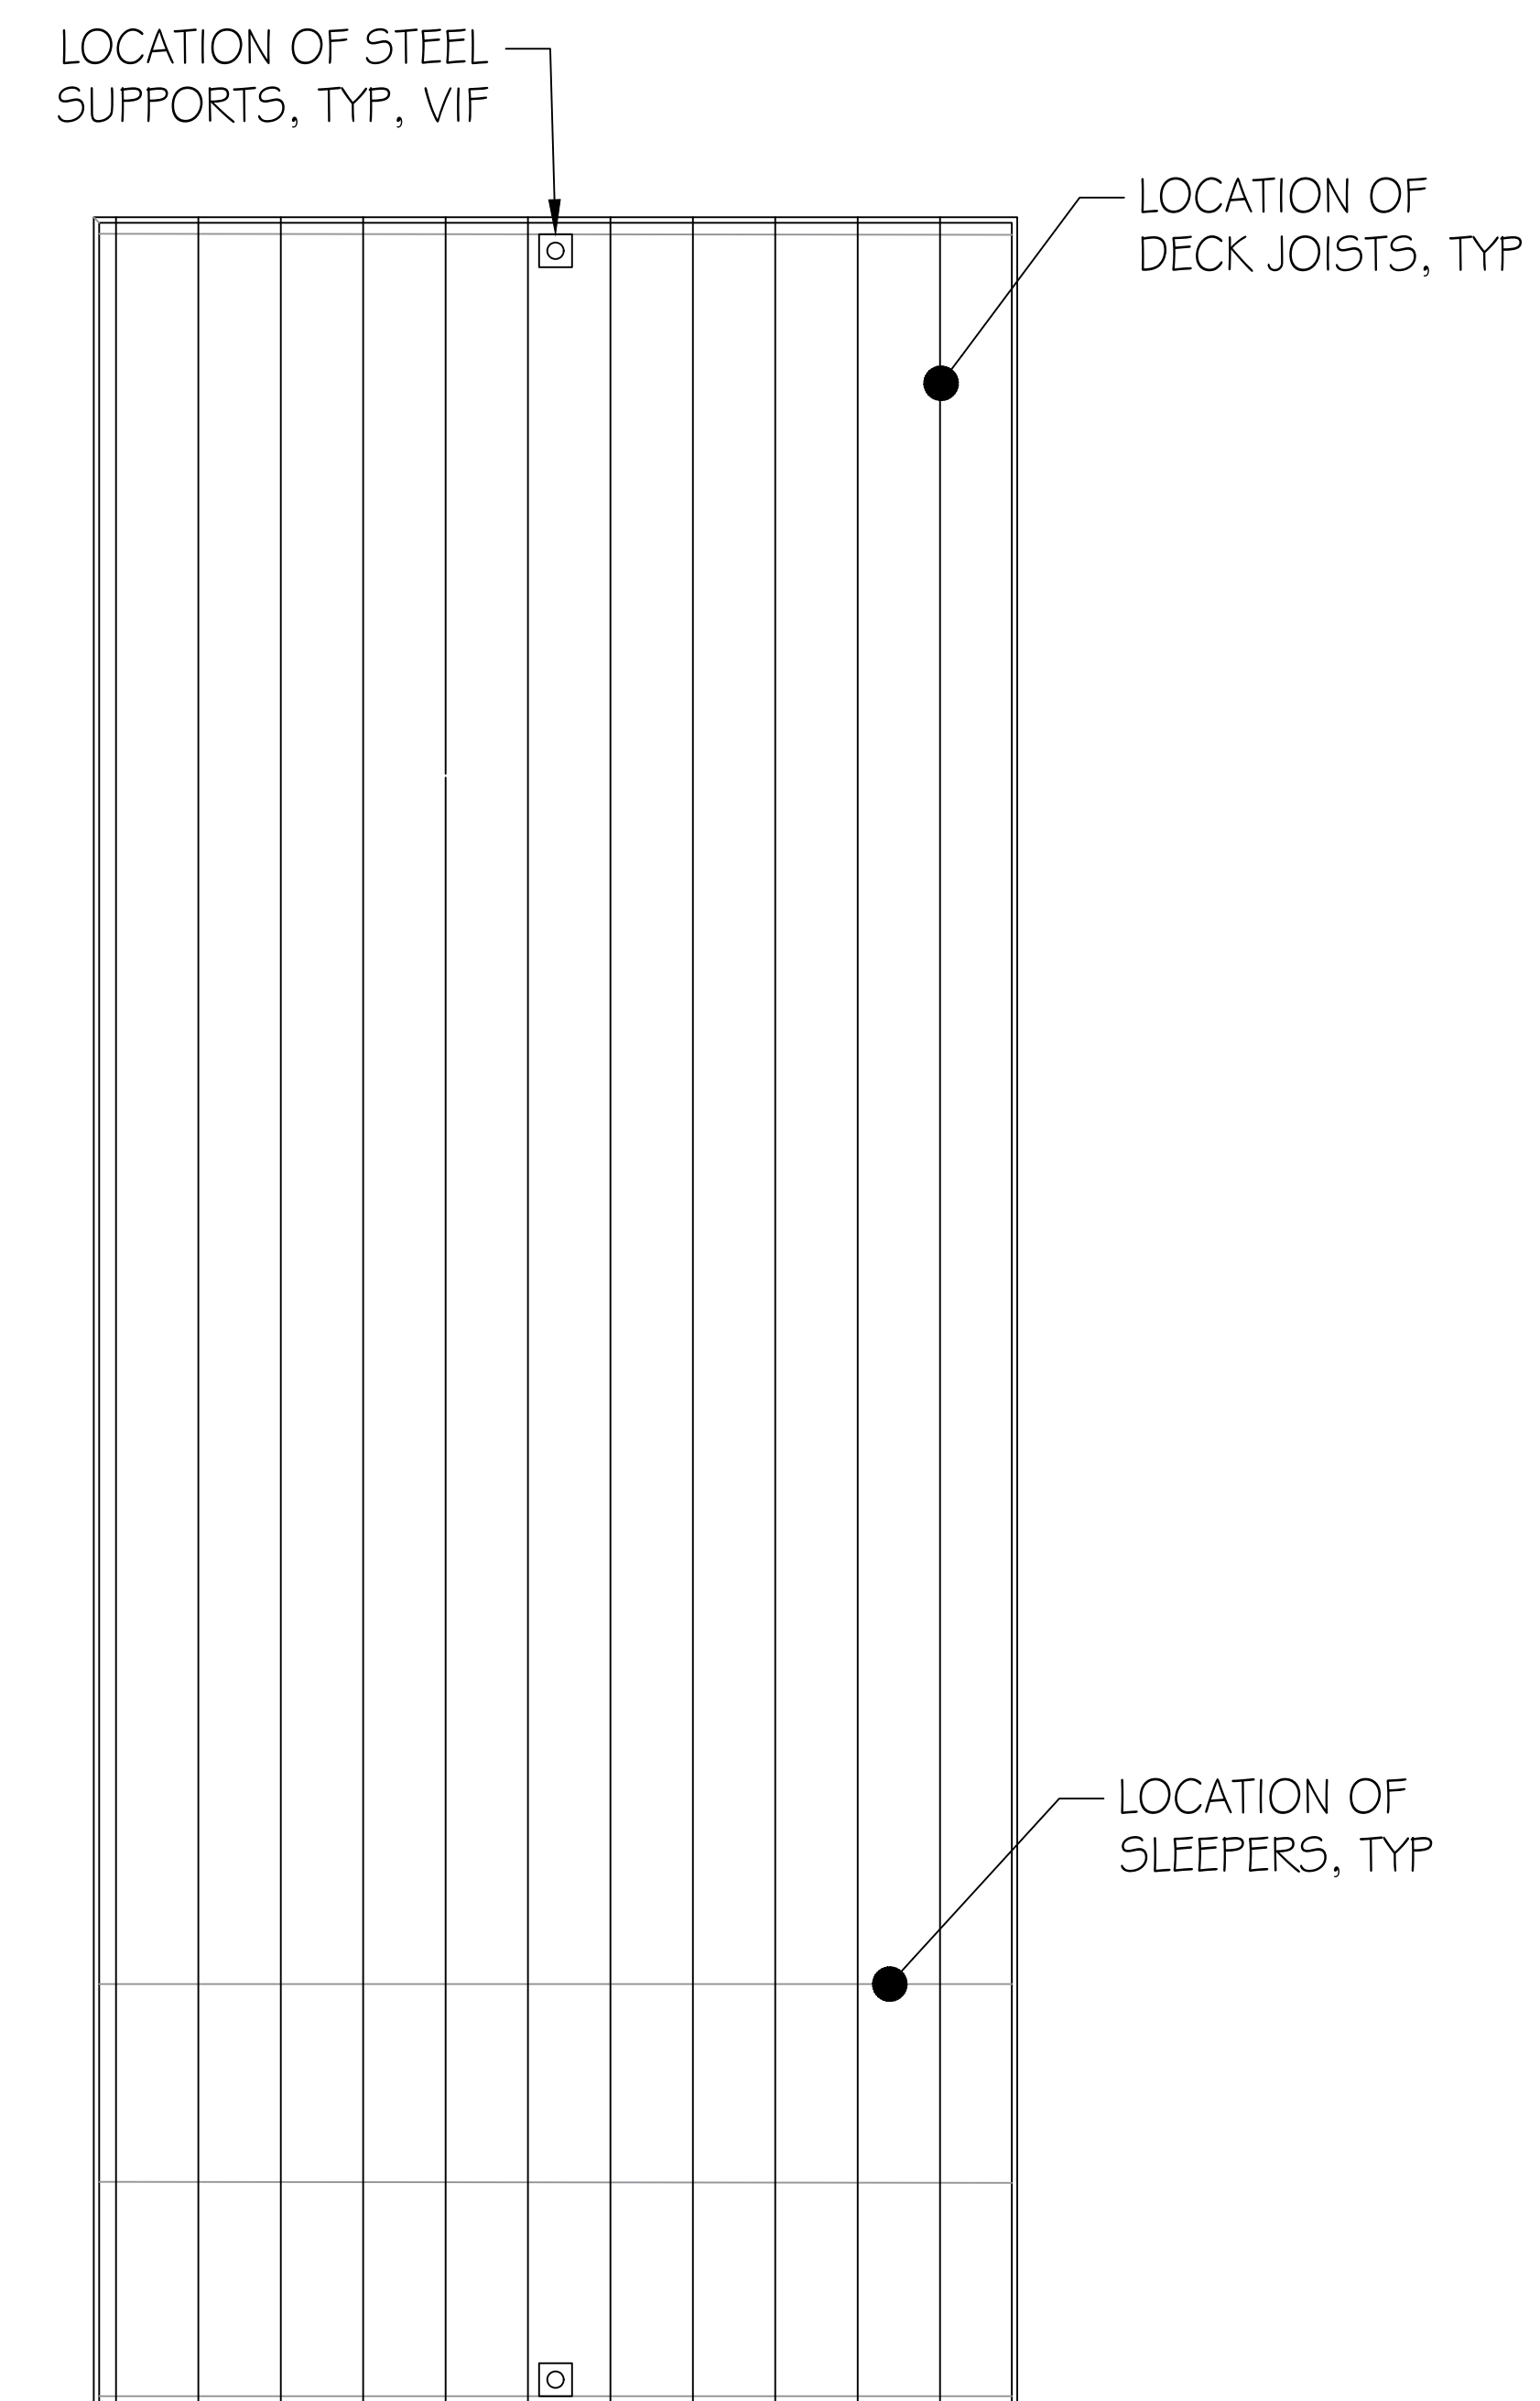 LOCATION OF STEEL
SUPPORTS, TYP, VIF
LOCATION OF
DECK JOISTS, TYP
LOCATION OF
SLEEPERS, TYP